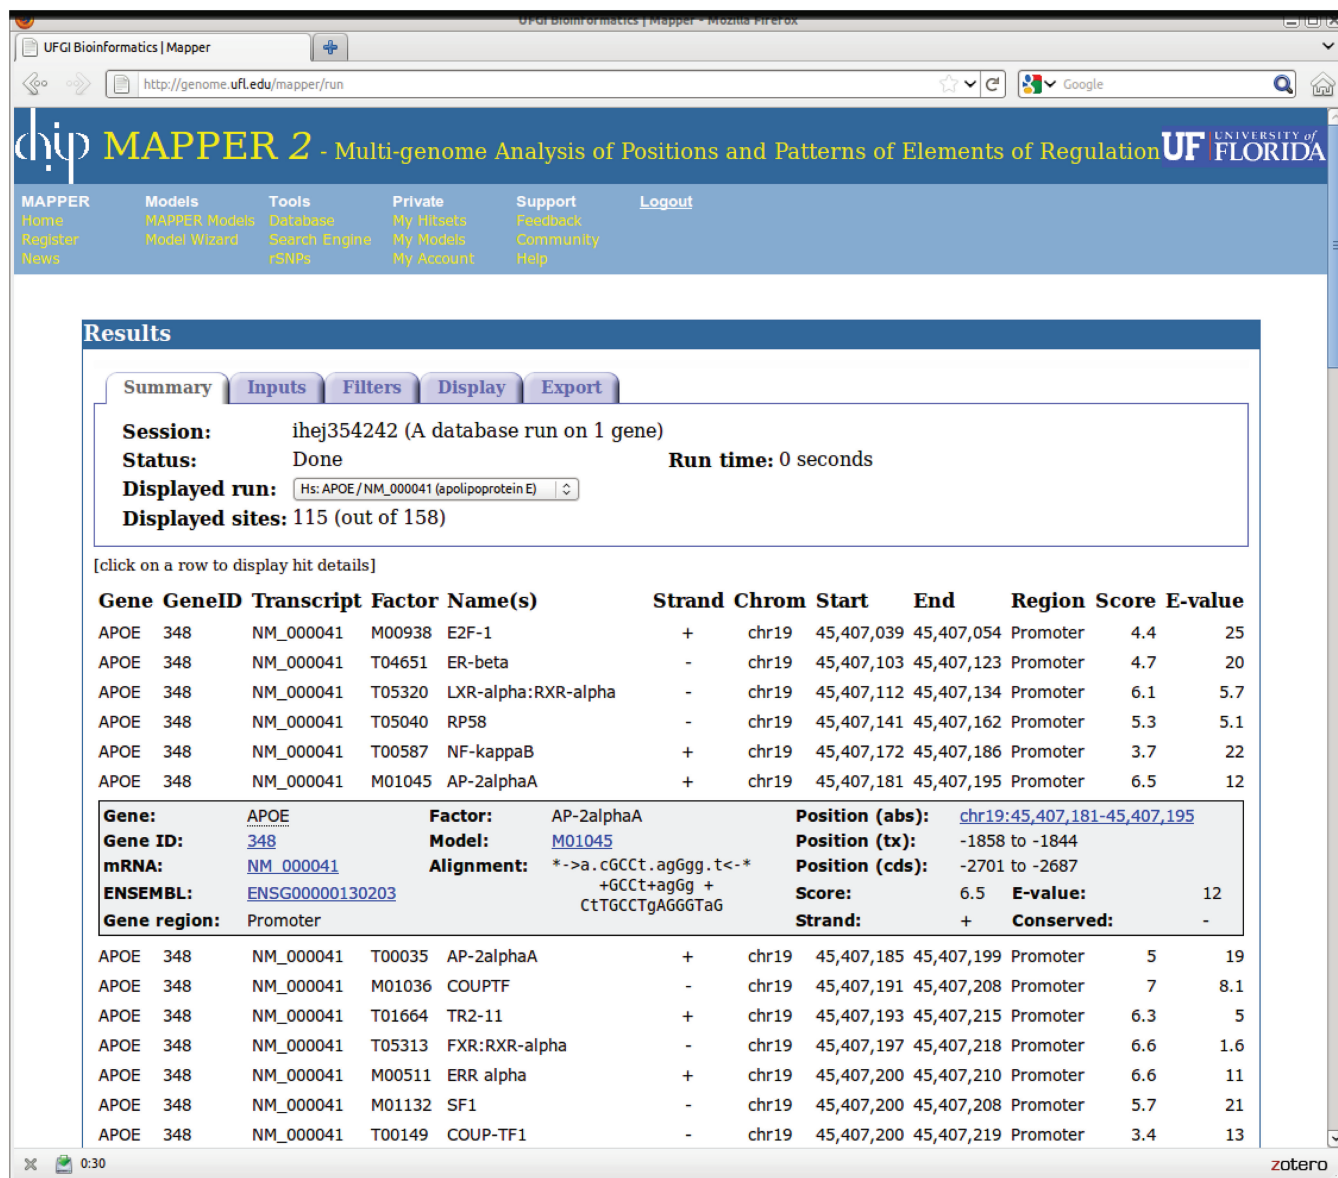 UFGI Bioinformatics | Mapper - Mozilla Firefox
UFGI Bioinformatics | Mapper
http://genome.ufl.edu/mapper/run Google
chip MAPPER 2 - Multi-genome Analysis of Positions and Patterns of Elements of Regulation UF UNIVERSITY of FLORIDA
MAPPER Models Tools Private Support Logout
Home MAPPER Models Database My Hitsets Feedback
Register Model Wizard Search Engine My Models Community
News rSNPs My Account Help
Results
Summary Inputs Filters Display Export
Session: ihej354242 (A database run on 1 gene)
Status: Done Run time: 0 seconds
Displayed run: Hs: APOE / NM_000041 (apolipoprotein E)
Displayed sites: 115 (out of 158)
[click on a row to display hit details]
Gene GeneID Transcript Factor Name(s) Strand Chrom Start End Region Score E-value
APOE 348 NM_000041 M00938 E2F-1 + chr19 45,407,039 45,407,054 Promoter 4.4 25
APOE 348 NM_000041 T04651 ER-beta - chr19 45,407,103 45,407,123 Promoter 4.7 20
APOE 348 NM_000041 T05320 LXR-alpha:RXR-alpha - chr19 45,407,112 45,407,134 Promoter 6.1 5.7
APOE 348 NM_000041 T05040 RP58 - chr19 45,407,141 45,407,162 Promoter 5.3 5.1
APOE 348 NM_000041 T00587 NF-kappaB + chr19 45,407,172 45,407,186 Promoter 3.7 22
APOE 348 NM_000041 M01045 AP-2alphaA + chr19 45,407,181 45,407,195 Promoter 6.5 12
Gene: APOE Factor: AP-2alphaA Position (abs): chr19:45,407,181-45,407,195
Gene ID: 348 Model: M01045 Position (tx): -1858 to -1844
mRNA: NM_000041 Alignment: *->a.cGCCt.agGgg.t<-* Position (cds): -2701 to -2687
ENSEMBL: ENSG00000130203 +GCCt+agGg + Score: 6.5 E-value: 12
CtTGCCTgAGGGTaG
Gene region: Promoter Strand: + Conserved: -
APOE 348 NM_000041 T00035 AP-2alphaA + chr19 45,407,185 45,407,199 Promoter 5 19
APOE 348 NM_000041 M01036 COUPTF - chr19 45,407,191 45,407,208 Promoter 7 8.1
APOE 348 NM_000041 T01664 TR2-11 + chr19 45,407,193 45,407,215 Promoter 6.3 5
APOE 348 NM_000041 T05313 FXR:RXR-alpha - chr19 45,407,197 45,407,218 Promoter 6.6 1.6
APOE 348 NM_000041 M00511 ERR alpha + chr19 45,407,200 45,407,210 Promoter 6.6 11
APOE 348 NM_000041 M01132 SF1 - chr19 45,407,200 45,407,208 Promoter 5.7 21
APOE 348 NM_000041 T00149 COUP-TF1 - chr19 45,407,200 45,407,219 Promoter 3.4 13
0:30 zotero